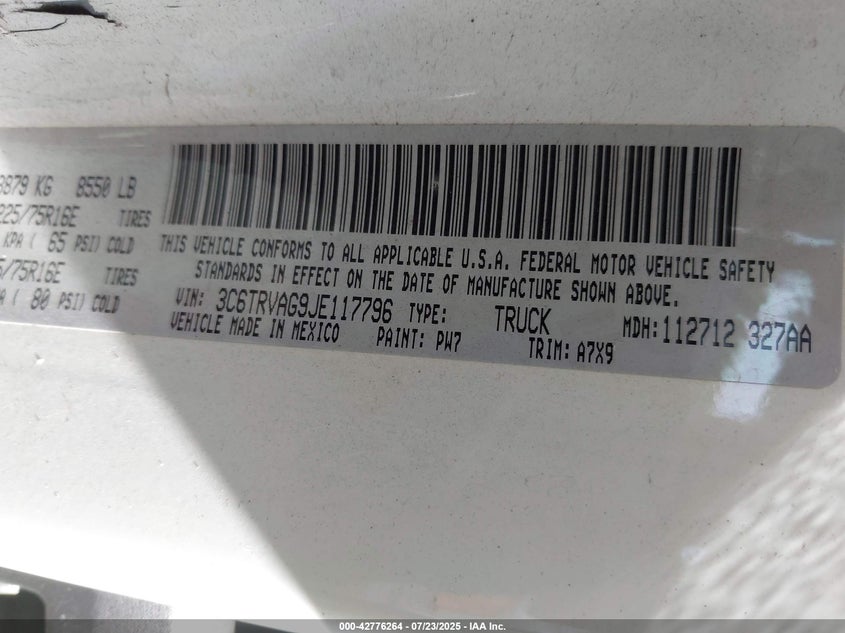 3879 KG 8550 LB
225/75R16E TIRES
KPA ( 65 PSI) COLD
/75R16E TIRES
( 80 PSI) COLD
THIS VEHICLE CONFORMS TO ALL APPLICABLE U.S.A. FEDERAL MOTOR VEHICLE SAFETY
STANDARDS IN EFFECT ON THE DATE OF MANUFACTURE SHOWN ABOVE.
VIN: 3C6TRVAG9JE117796 TYPE: TRUCK MDH: 112712 327AA
VEHICLE MADE IN MEXICO PAINT: PW7 TRIM: A7X9
000-42776264 - 07/23/2025 - IAA Inc.